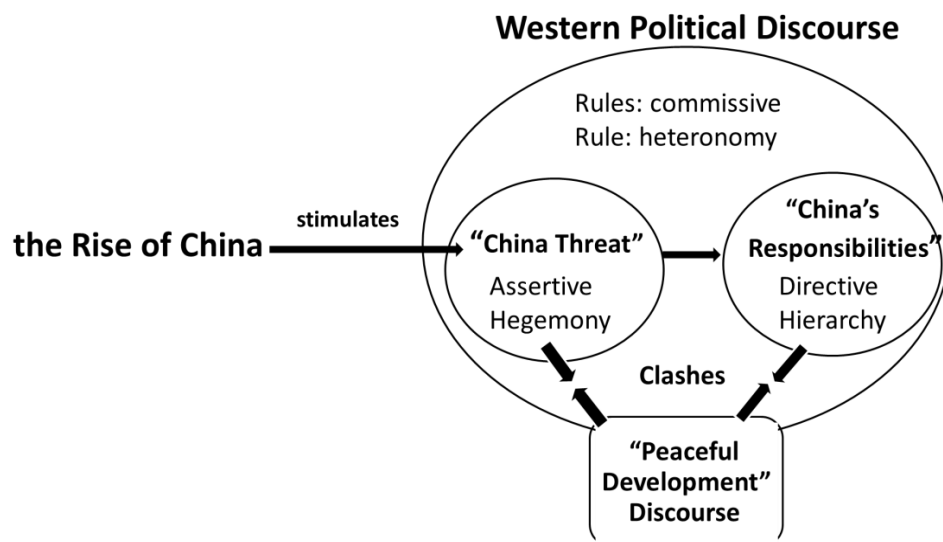 Western Political Discourse
Rules: commissive
Rule: heteronomy
the Rise of China
stimulates
“China Threat”
Assertive
Hegemony
“China’s
Responsibilities”
Directive
Hierarchy
Clashes
“Peaceful
Development”
Discourse